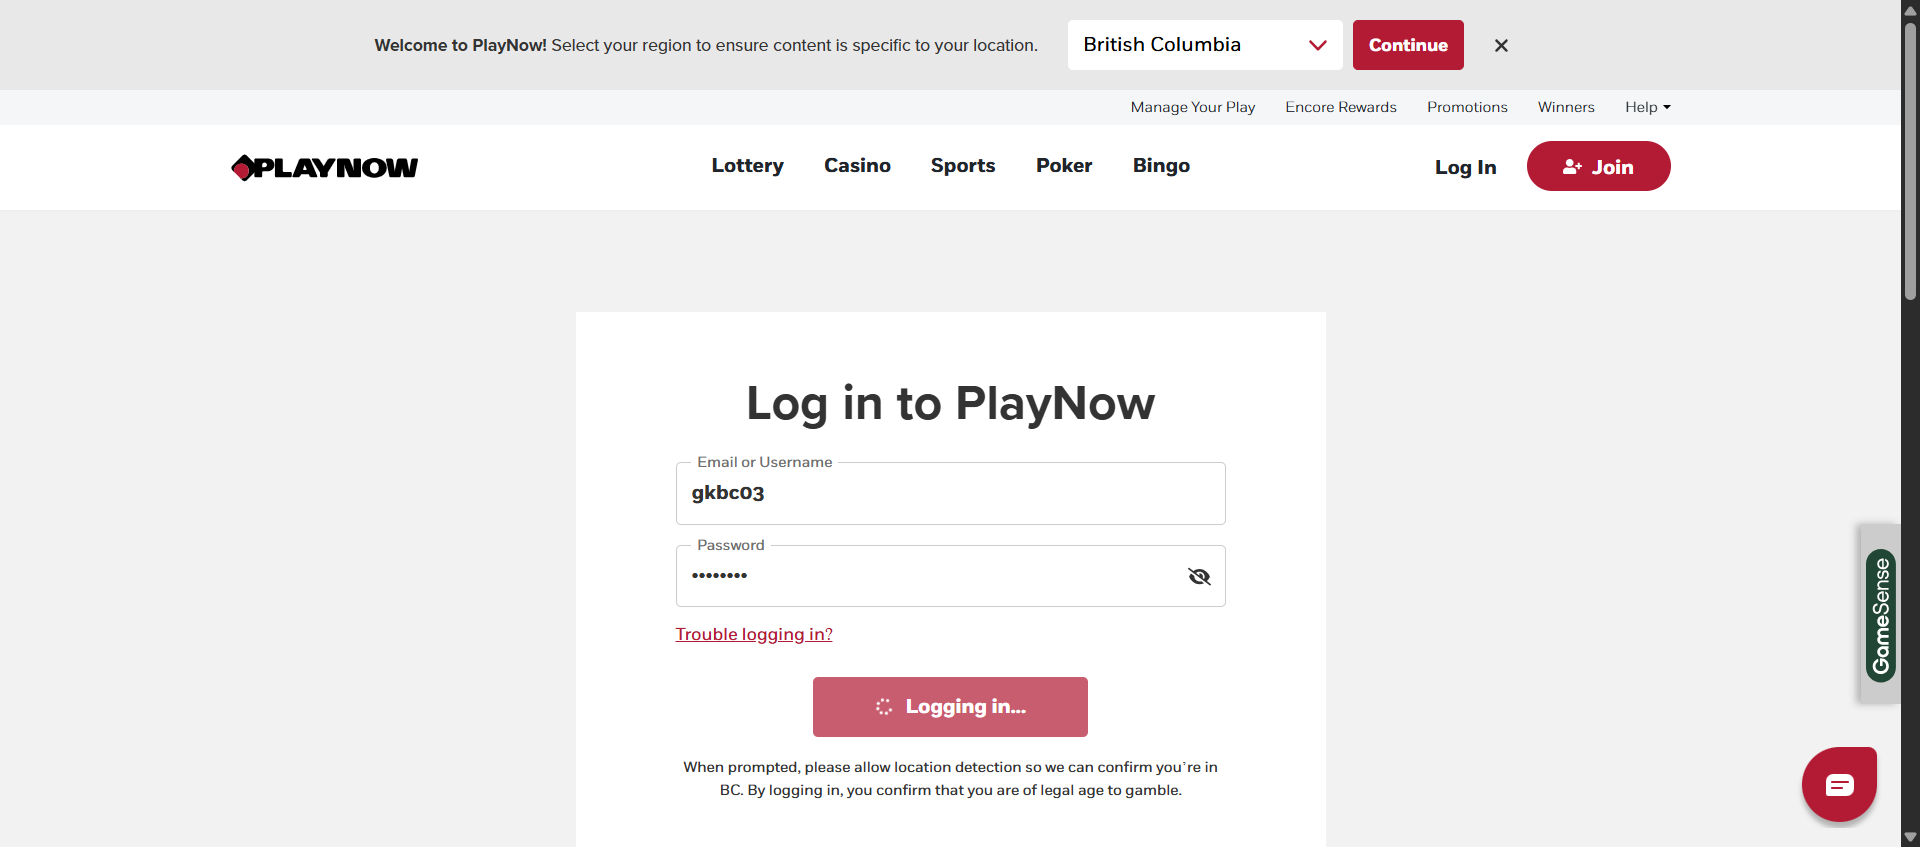 Welcome to PlayNow! Select your region to ensure content is specific to your location.
British Columbia
Continue
Manage Your Play
Encore Rewards
Promotions
Winners
Help
PLAYNOW
Lottery
Casino
Sports
Poker
Bingo
Log In
Join
Log in to PlayNow
Email or Username
gkbc03
Password
••••••••
Trouble logging in?
Logging in...
When prompted, please allow location detection so we can confirm you're in
BC. By logging in, you confirm that you are of legal age to gamble.
GameSense